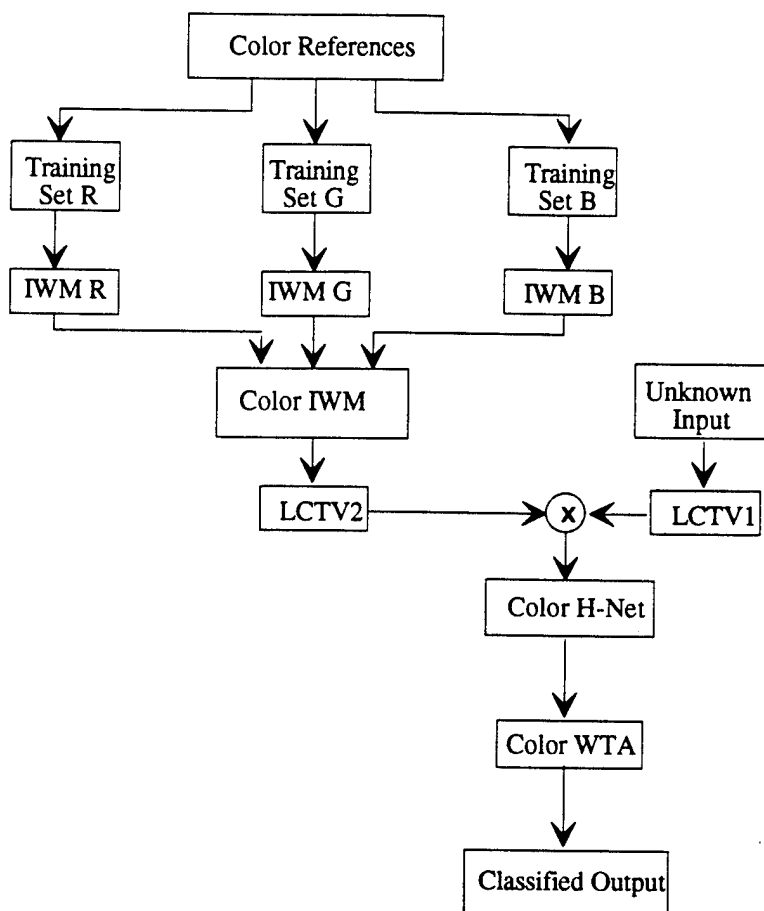 Color References
Training
Set R
Training
Set G
Training
Set B
IWM R
IWM G
IWM B
Color IWM
Unknown
Input
LCTV2
X
LCTV1
Color H-Net
Color WTA
Classified Output